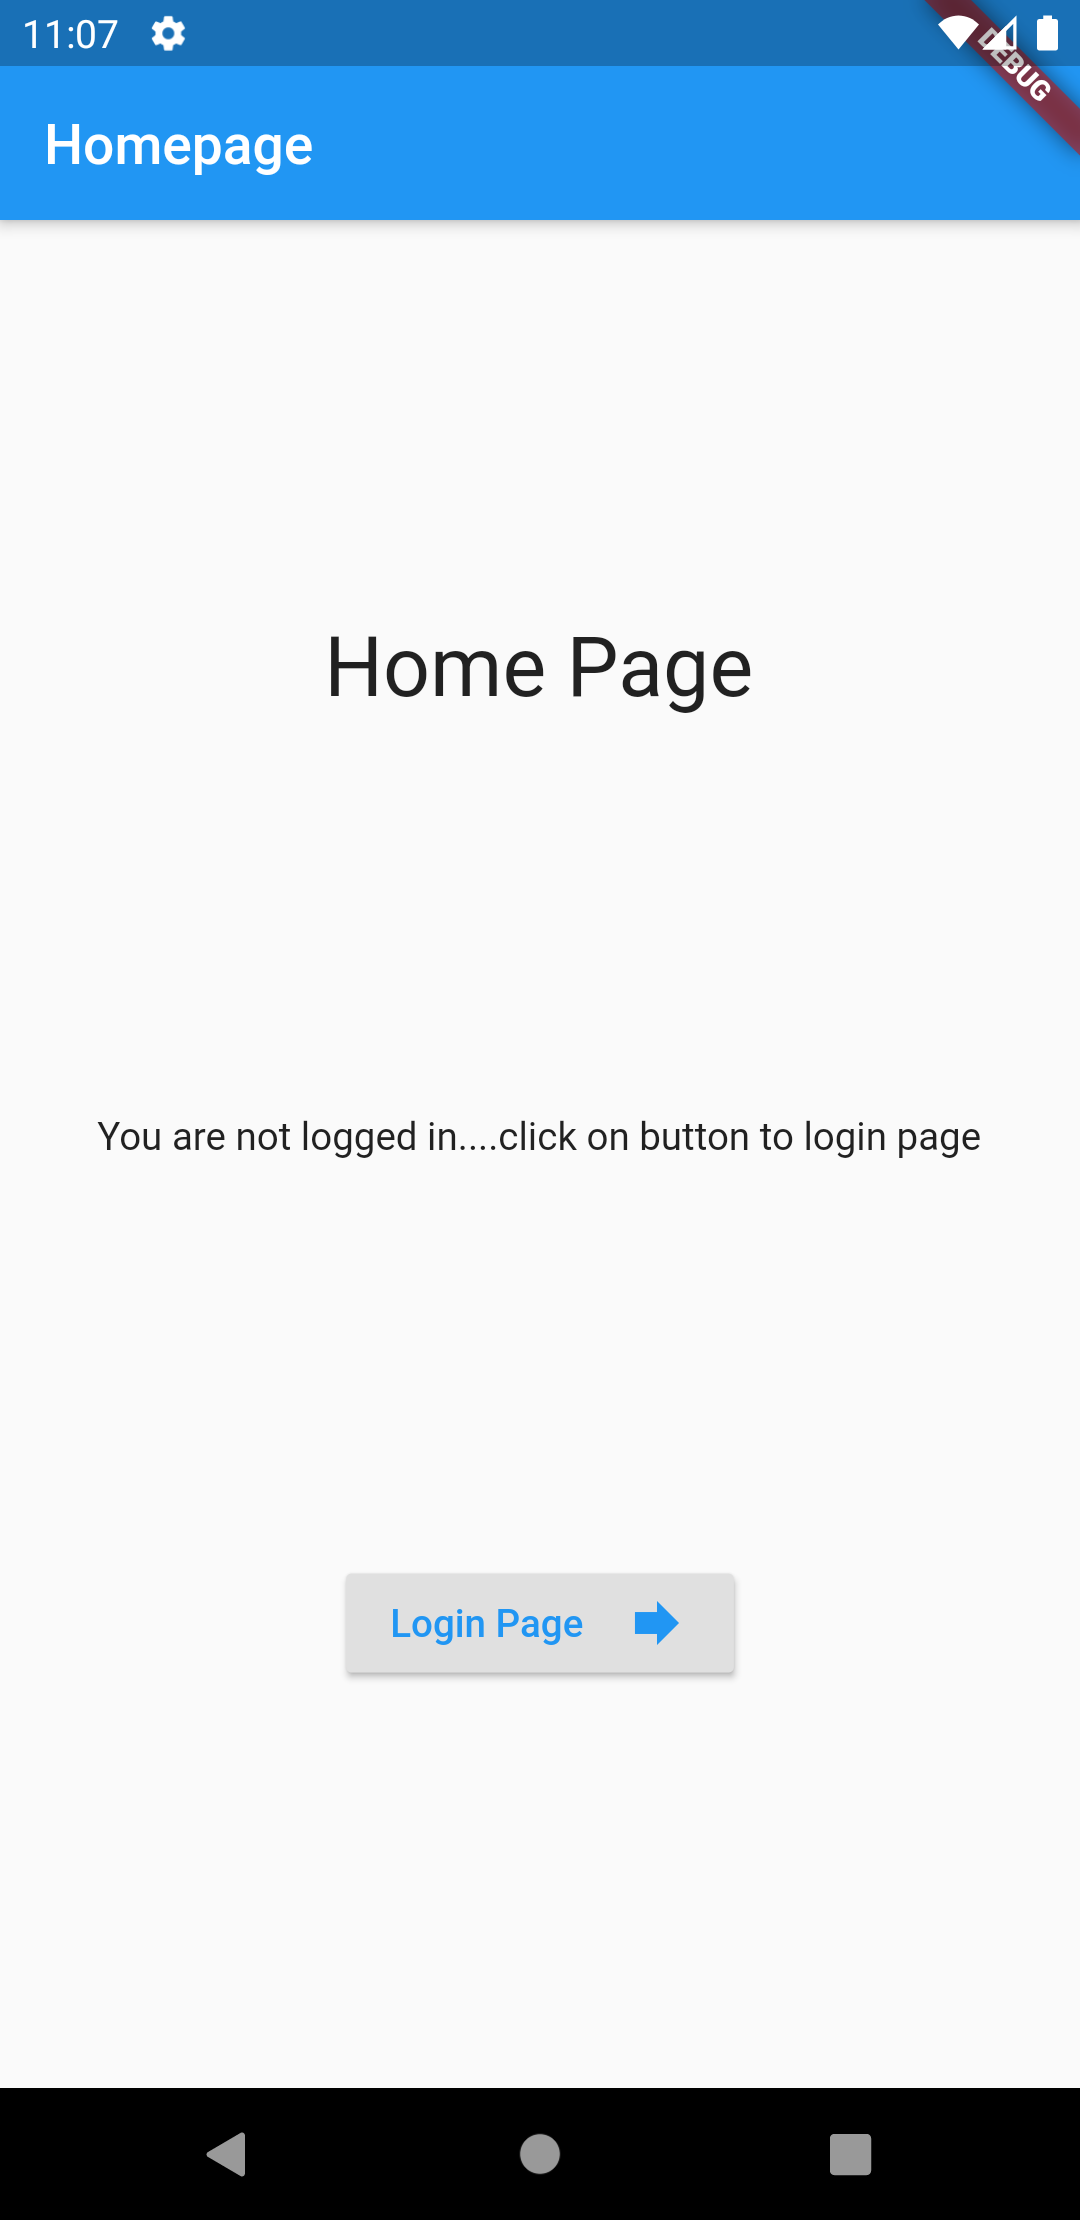 11:07
DEBUG
Homepage
Home Page
You are not logged in....click on button to login page
Login Page